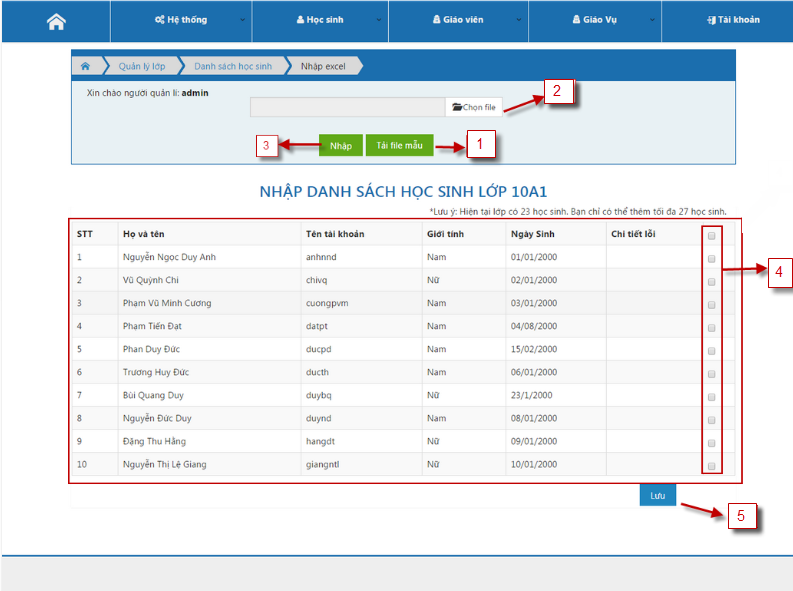 Hệ thống Học sinh Giáo viên Giáo Vụ Tài khoản
Quản lý lớp Danh sách học sinh Nhập excel
Xin chào người quản lí: admin
2
Chọn file
3 Nhập Tải file mẫu 1
NHẬP DANH SÁCH HỌC SINH LỚP 10A1
*Lưu ý: Hiện tại lớp có 23 học sinh. Bạn chỉ có thể thêm tối đa 27 học sinh.
STT Họ và tên Tên tài khoản Giới tính Ngày Sinh Chi tiết lỗi
1 Nguyễn Ngọc Duy Anh anhnnd Nam 01/01/2000
4
2 Vũ Quỳnh Chi chivq Nữ 02/01/2000
3 Phạm Vũ Minh Cương cuongpvm Nam 03/01/2000
4 Phạm Tiến Đạt datpt Nam 04/08/2000
5 Phan Duy Đức ducpd Nam 15/02/2000
6 Trương Huy Đức ducth Nam 06/01/2000
7 Bùi Quang Duy duybq Nữ 23/1/2000
8 Nguyễn Đức Duy duynd Nam 08/01/2000
9 Đặng Thu Hằng hangdt Nữ 09/01/2000
10 Nguyễn Thị Lệ Giang giangntl Nữ 10/01/2000
Lưu
5